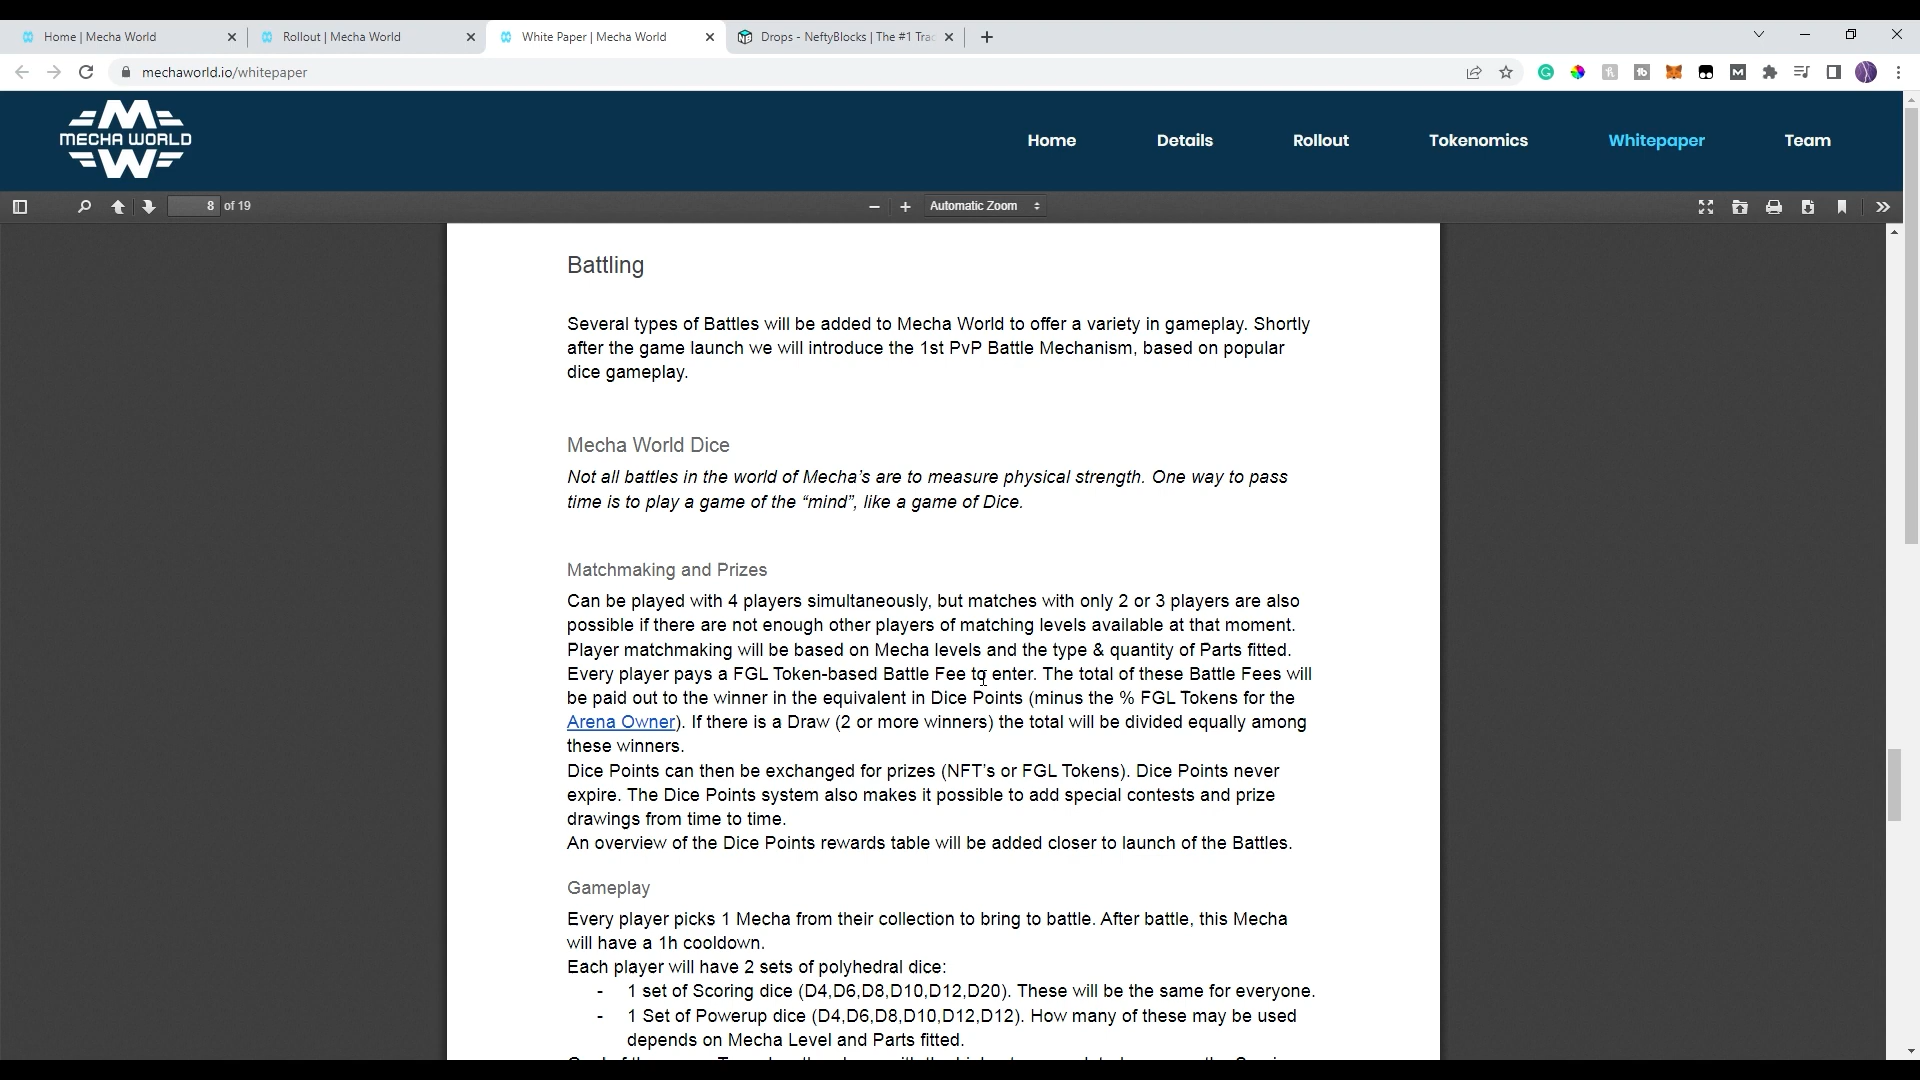 Home | Mecha World
Rollout | Mecha World
White Paper | Mecha World
Drops - NeftyBlocks | The #1 Tra
mechaworld.io/whitepaper
MECHA WORLD
Home
Details
Rollout
Tokenomics
Whitepaper
Team
8 of 19
Automatic Zoom
Battling
Several types of Battles will be added to Mecha World to offer a variety in gameplay. Shortly
after the game launch we will introduce the 1st PvP Battle Mechanism, based on popular
dice gameplay.
Mecha World Dice
Not all battles in the world of Mecha's are to measure physical strength. One way to pass
time is to play a game of the “mind”, like a game of Dice.
Matchmaking and Prizes
Can be played with 4 players simultaneously, but matches with only 2 or 3 players are also
possible if there are not enough other players of matching levels available at that moment.
Player matchmaking will be based on Mecha levels and the type & quantity of Parts fitted.
Every player pays a FGL Token-based Battle Fee to enter. The total of these Battle Fees will
be paid out to the winner in the equivalent in Dice Points (minus the % FGL Tokens for the
Arena Owner). If there is a Draw (2 or more winners) the total will be divided equally among
these winners.
Dice Points can then be exchanged for prizes (NFT's or FGL Tokens). Dice Points never
expire. The Dice Points system also makes it possible to add special contests and prize
drawings from time to time.
An overview of the Dice Points rewards table will be added closer to launch of the Battles.
Gameplay
Every player picks 1 Mecha from their collection to bring to battle. After battle, this Mecha
will have a 1h cooldown.
Each player will have 2 sets of polyhedral dice:
- 1 set of Scoring dice (D4,D6,D8,D10,D12,D20). These will be the same for everyone.
- 1 Set of Powerup dice (D4,D6,D8,D10,D12,D12). How many of these may be used
depends on Mecha Level and Parts fitted.